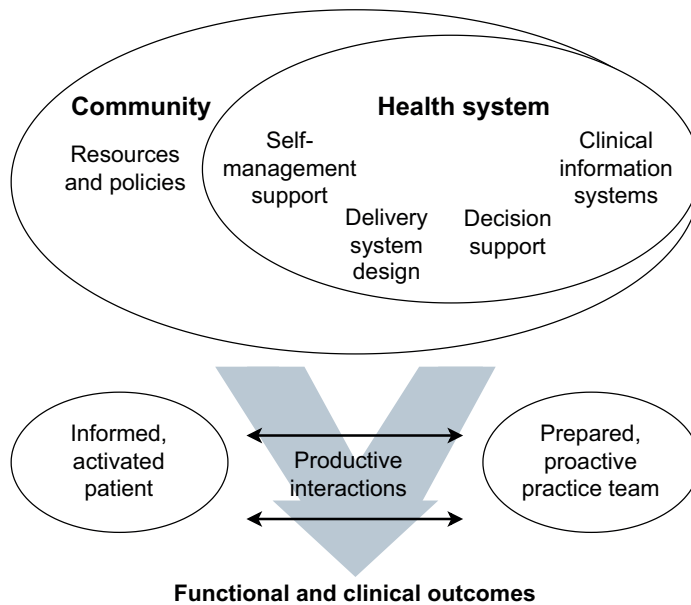 Community
Resources
and policies
Health system
Self-
management
support
Delivery
system
design
Decision
support
Clinical
information
systems
Informed,
activated
patient
Productive
interactions
Prepared,
proactive
practice team
Functional and clinical outcomes